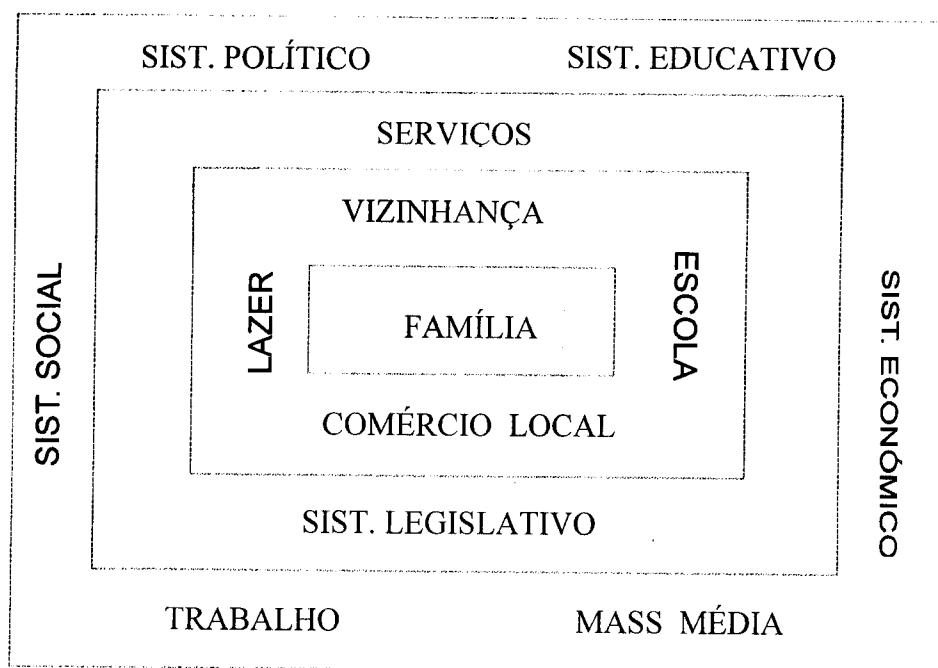 SIST. POLÍTICO
SIST. EDUCATIVO
SERVIÇOS
VIZINHANÇA
LAZER
ESCOLA
FAMÍLIA
SIST. SOCIAL
SIST. ECONÓMICO
COMÉRCIO LOCAL
SIST. LEGISLATIVO
TRABALHO
MASS MÉDIA